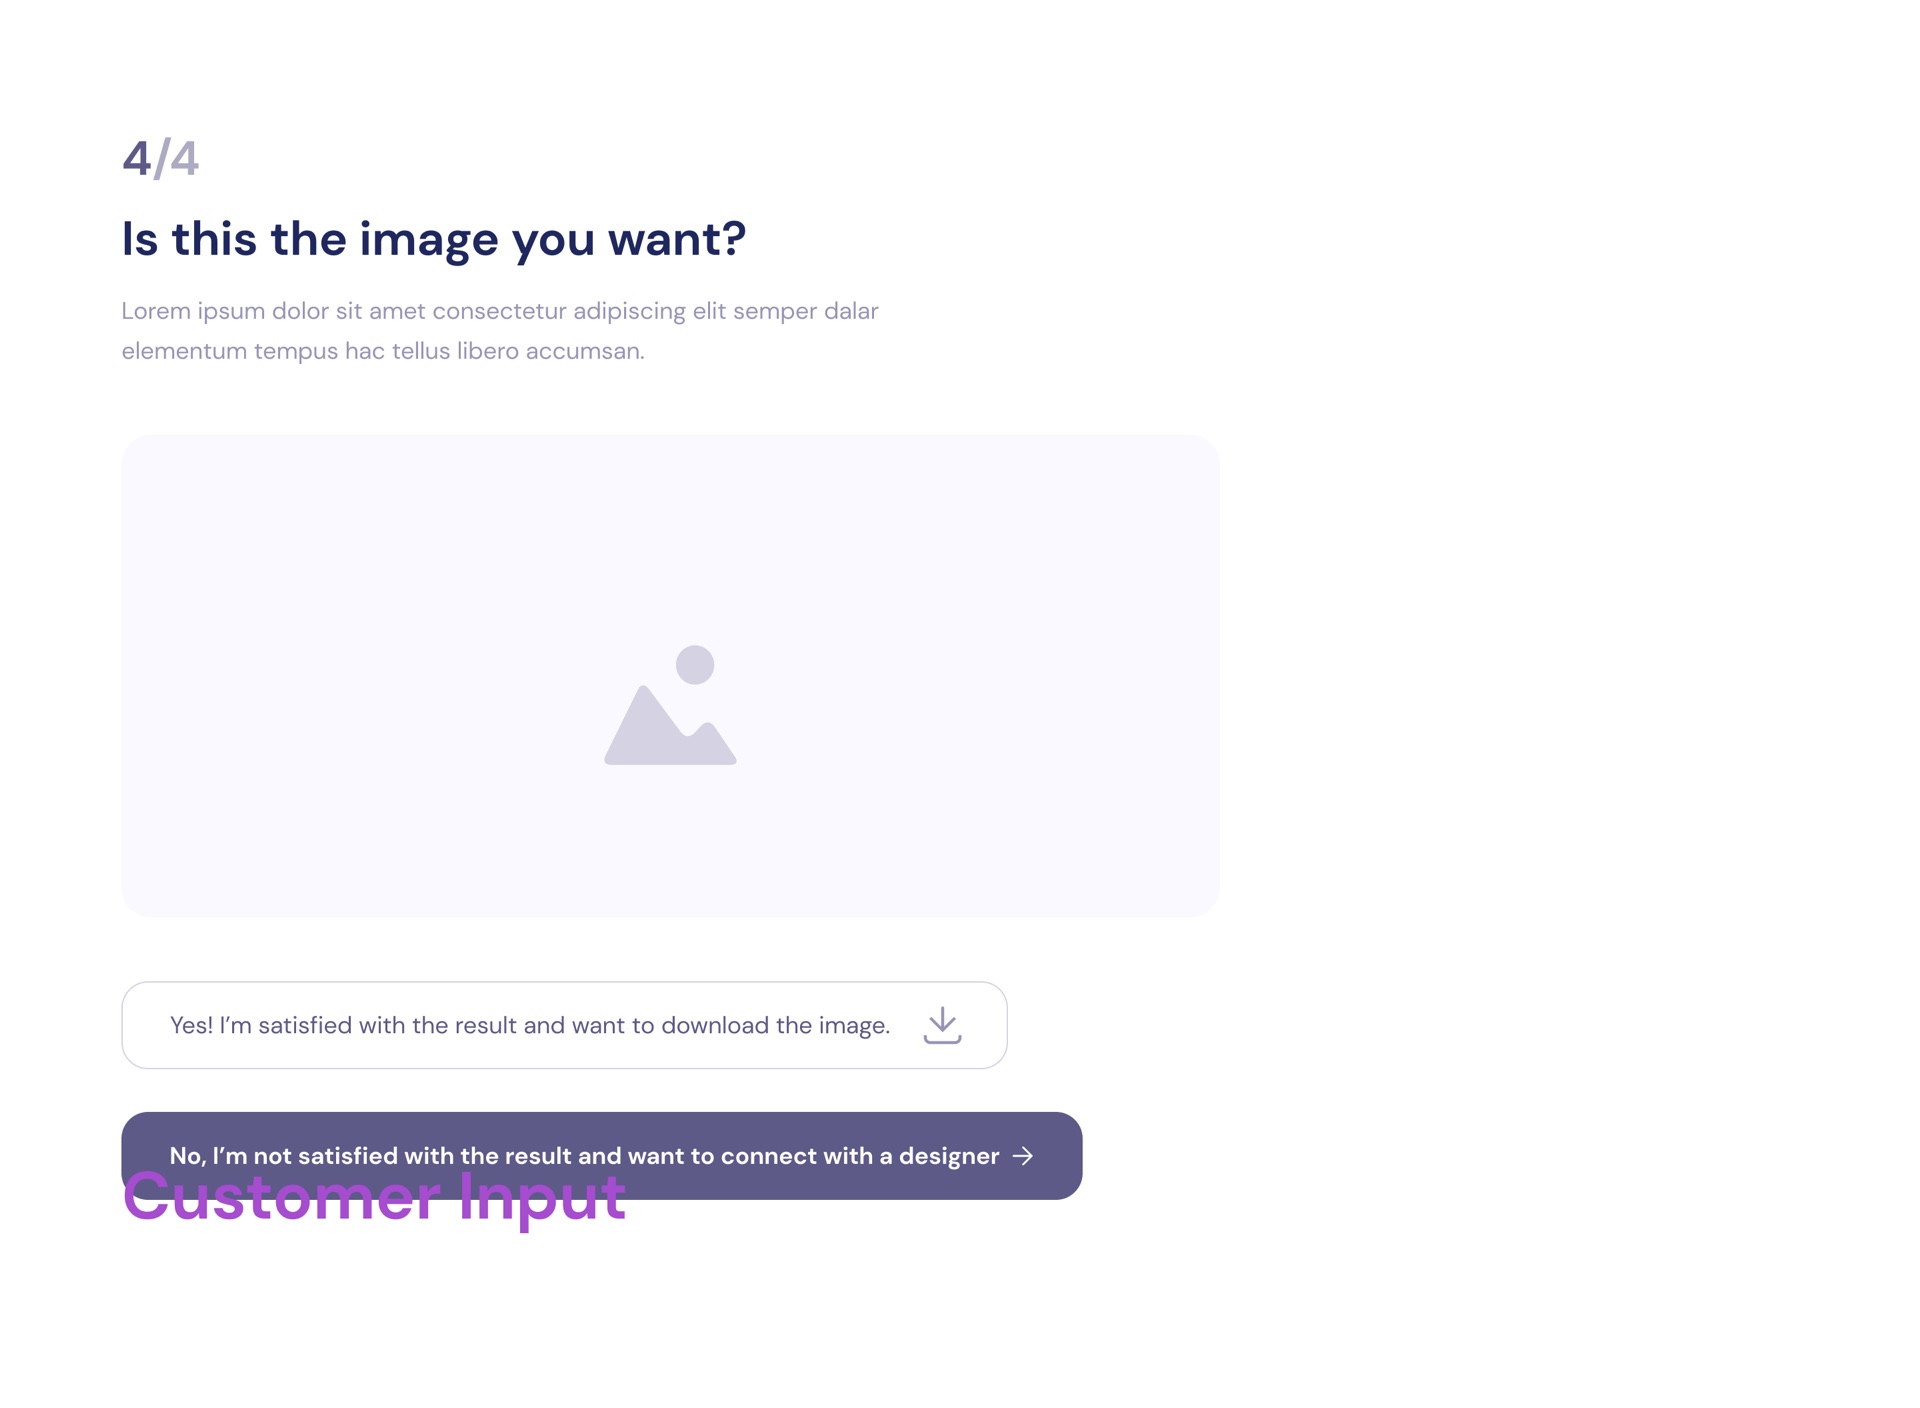 4/4
Is this the image you want?
Lorem ipsum dolor sit amet consectetur adipiscing elit semper dalar
elementum tempus hac tellus libero accumsan.
Yes! I’m satisfied with the result and want to download the image.
No, I’m not satisfied with the result and want to connect with a designer
Customer Input